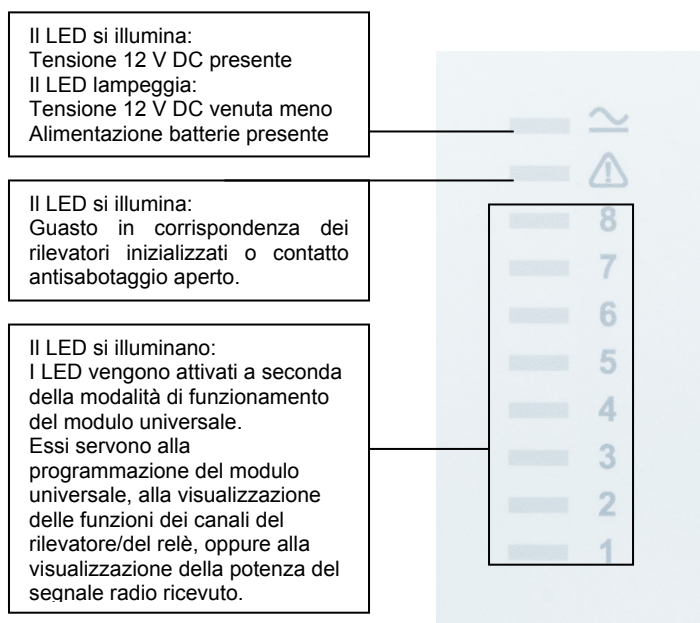 Il LED si illumina:
Tensione 12 V DC presente
Il LED lampeggia:
Tensione 12 V DC venuta meno
Alimentazione batterie presente
Il LED si illumina:
Guasto in corrispondenza dei
rilevatori inizializzati o contatto
antisabotaggio aperto.
Il LED si illuminano:
I LED vengono attivati a seconda
della modalità di funzionamento
del modulo universale.
Essi servono alla
programmazione del modulo
universale, alla visualizzazione
delle funzioni dei canali del
rilevatore/del relè, oppure alla
visualizzazione della potenza del
segnale radio ricevuto.
8
7
6
5
4
3
2
1